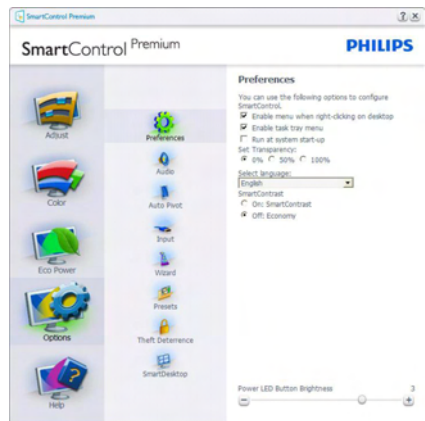 SmartControl Premium
SmartControl Premium
PHILIPS
Adjust
Color
Eco Power
Options
Help
Preferences
Audio
Auto Pivot
Input
Wizard
Presets
Theft Deterrence
SmartDesktop
Preferences
You can use the following options to configure
SmartControl.
Enable menu when right-clicking on desktop
Enable task tray menu
Run at system start-up
Set Transparency:
0% 50% 100%
Select language:
English
SmartContrast
On: SmartContrast
Off: Economy
Power LED Button Brightness 3